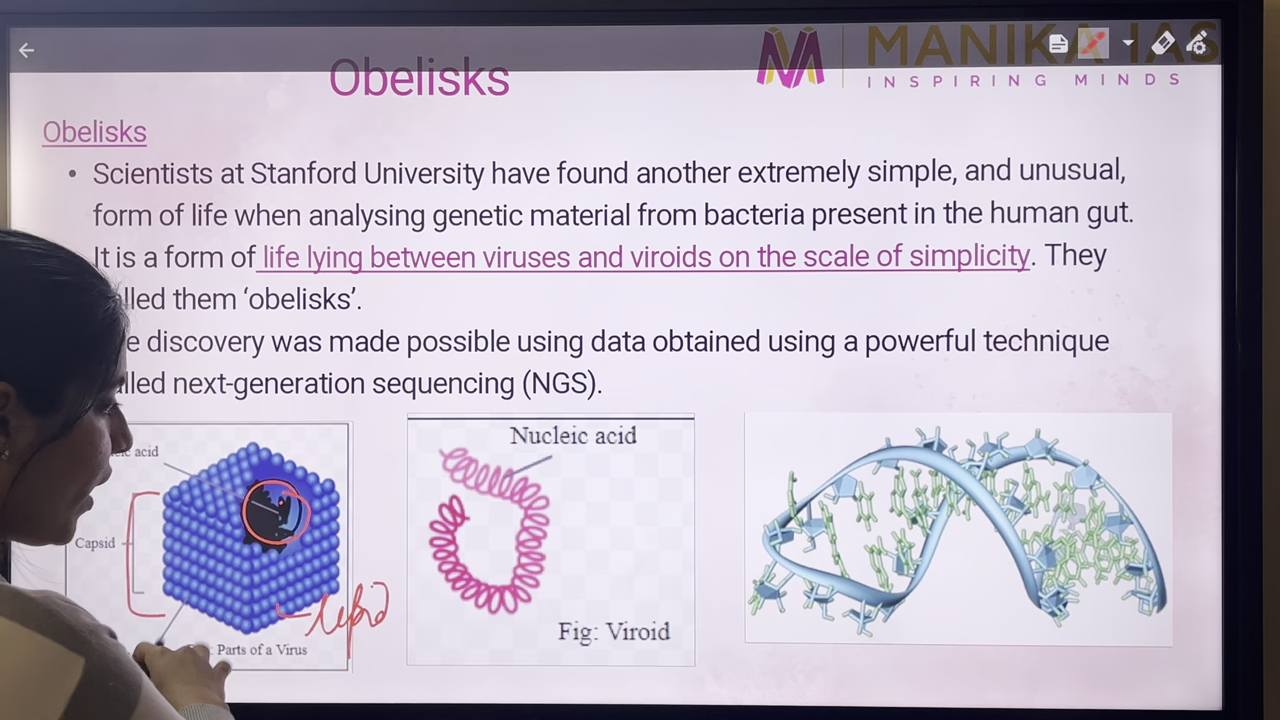 MANIKA IAS
INSPIRING MINDS
Obelisks
Obelisks
• Scientists at Stanford University have found another extremely simple, and unusual,
form of life when analysing genetic material from bacteria present in the human gut.
It is a form of life lying between viruses and viroids on the scale of simplicity. They
lled them ‘obelisks’.
e discovery was made possible using data obtained using a powerful technique
lled next-generation sequencing (NGS).
acid
Capsid
Parts of a Virus
Nucleic acid
Fig: Viroid